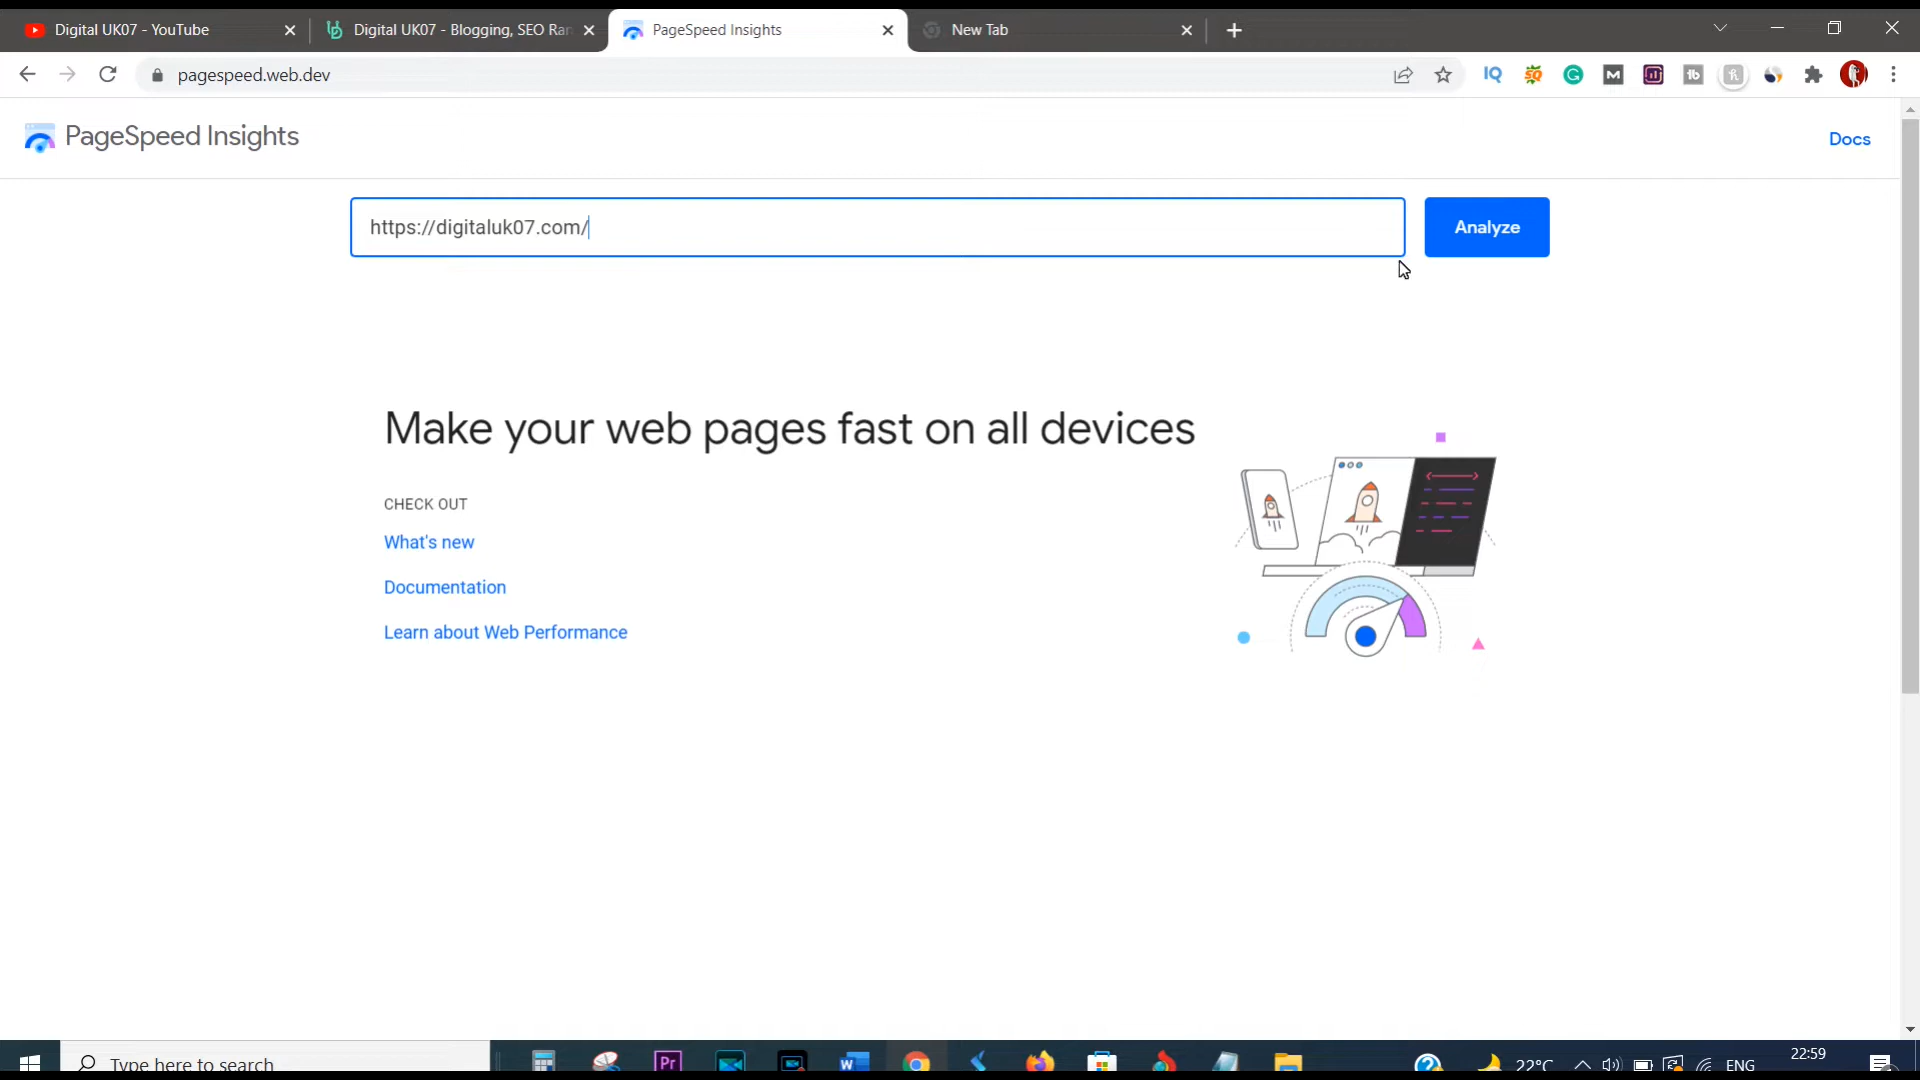 Digital UK07 - YouTube
Digital UK07 - Blogging, SEO Ran
PageSpeed Insights
New Tab
pagespeed.web.dev
PageSpeed Insights
Docs
https://digitaluk07.com/
Analyze
Make your web pages fast on all devices
CHECK OUT
What's new
Documentation
Learn about Web Performance
Type here to search
22°C
ENG
22:59